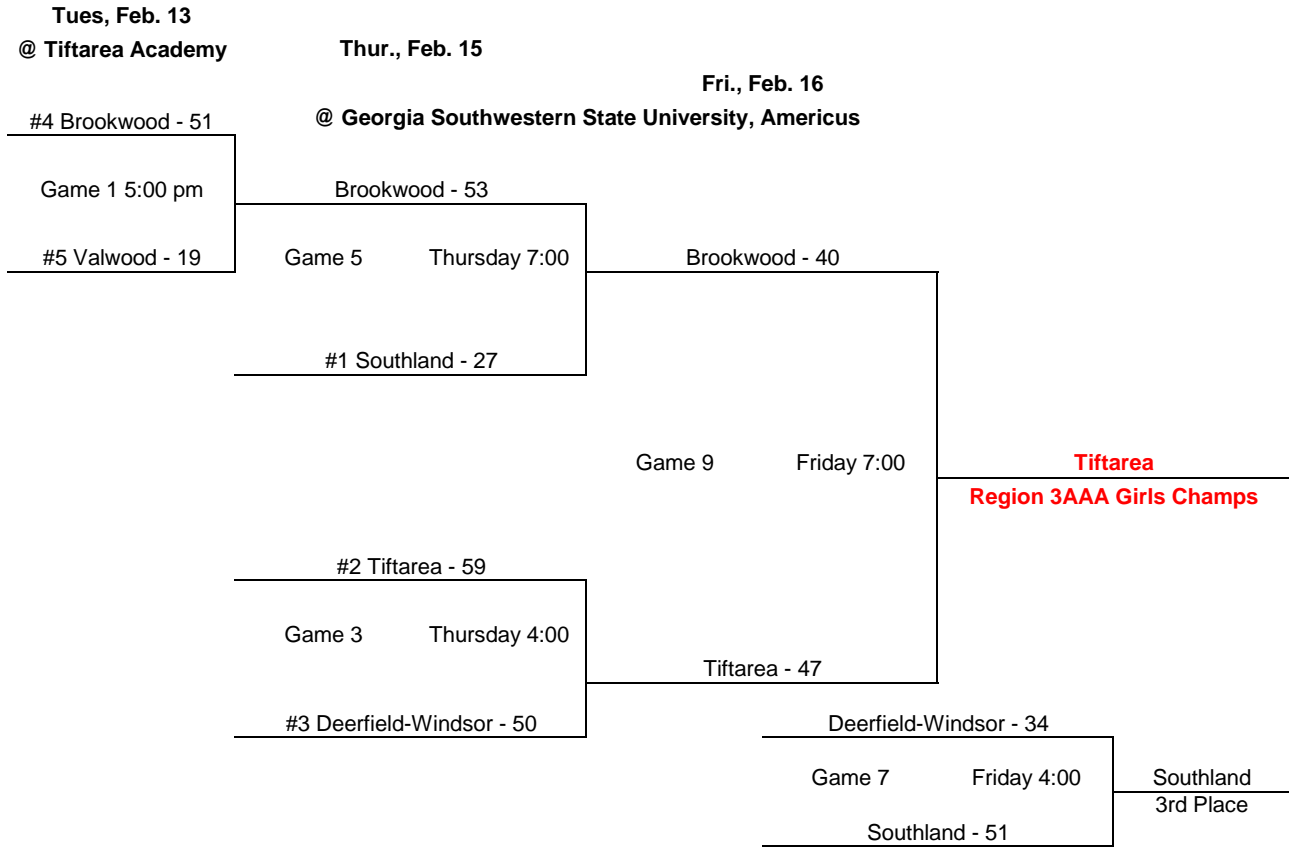 Tues, Feb. 13
@ Tiftarea Academy
Thur., Feb. 15
Fri., Feb. 16
@ Georgia Southwestern State University, Americus
#4 Brookwood - 51
Game 1 5:00 pm
Brookwood - 53
#5 Valwood - 19
Game 5 Thursday 7:00
Brookwood - 40
#1 Southland - 27
Game 9 Friday 7:00
Tiftarea
Region 3AAA Girls Champs
#2 Tiftarea - 59
Game 3 Thursday 4:00
Tiftarea - 47
#3 Deerfield-Windsor - 50
Deerfield-Windsor - 34
Game 7 Friday 4:00
Southland
3rd Place
Southland - 51